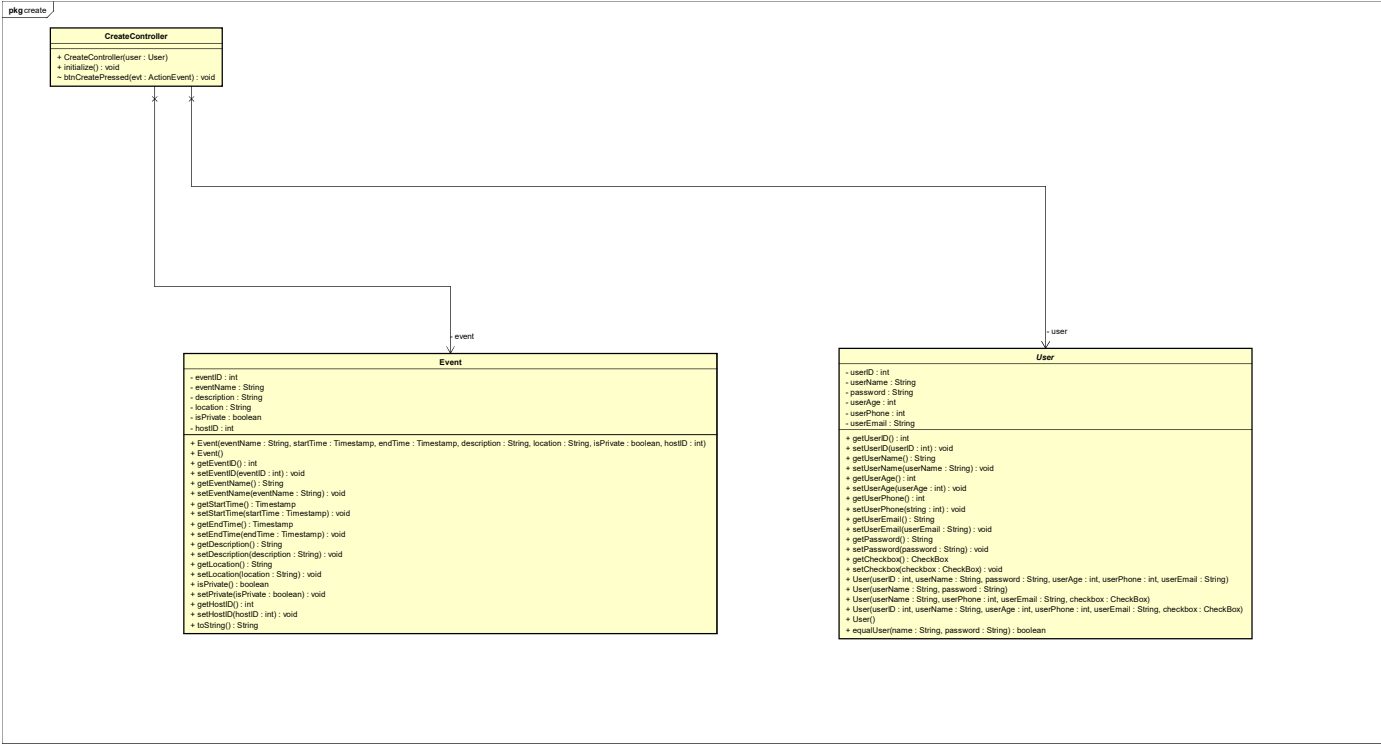 pkg create
CreateController
+ CreateController(user : User)
+ initialize() : void
~ btnCreatePressed(evt : ActionEvent) : void
- event
- user
Event
- eventID : int
- eventName : String
- description : String
- location : String
- isPrivate : boolean
- hostID : int
+ Event(eventName : String, startTime : Timestamp, endTime : Timestamp, description : String, location : String, isPrivate : boolean, hostID : int)
+ Event()
+ getEventID() : int
+ setEventID(eventID : int) : void
+ getEventName() : String
+ setEventName(eventName : String) : void
+ getStartTime() : Timestamp
+ setStartTime(startTime : Timestamp) : void
+ getEndTime() : Timestamp
+ setEndTime(endTime : Timestamp) : void
+ getDescription() : String
+ setDescription(description : String) : void
+ getLocation() : String
+ setLocation(location : String) : void
+ isPrivate() : boolean
+ setPrivate(isPrivate : boolean) : void
+ getHostID() : int
+ setHostID(hostID : int) : void
+ toString() : String
User
- userID : int
- userName : String
- password : String
- userAge : int
- userPhone : int
- userEmail : String
+ getUserID() : int
+ setUserID(userID : int) : void
+ getUserName() : String
+ setUserName(userName : String) : void
+ getUserAge() : int
+ setUserAge(userAge : int) : void
+ getUserPhone() : int
+ setUserPhone(string : int) : void
+ getUserEmail() : String
+ setUserEmail(userEmail : String) : void
+ getPassword() : String
+ setPassword(password : String) : void
+ getCheckbox() : CheckBox
+ setCheckbox(checkbox : CheckBox) : void
+ User(userID : int, userName : String, password : String, userAge : int, userPhone : int, userEmail : String)
+ User(userName : String, password : String)
+ User(userName : String, userPhone : int, userEmail : String, checkbox : CheckBox)
+ User(userID : int, userName : String, userAge : int, userPhone : int, userEmail : String, checkbox : CheckBox)
+ User()
+ equalUser(name : String, password : String) : boolean